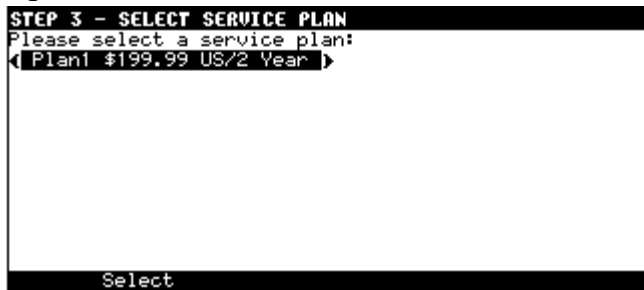 STEP 3 - SELECT SERVICE PLAN
Please select a service plan:
Plan1 $199.99 US/2 Year
Select